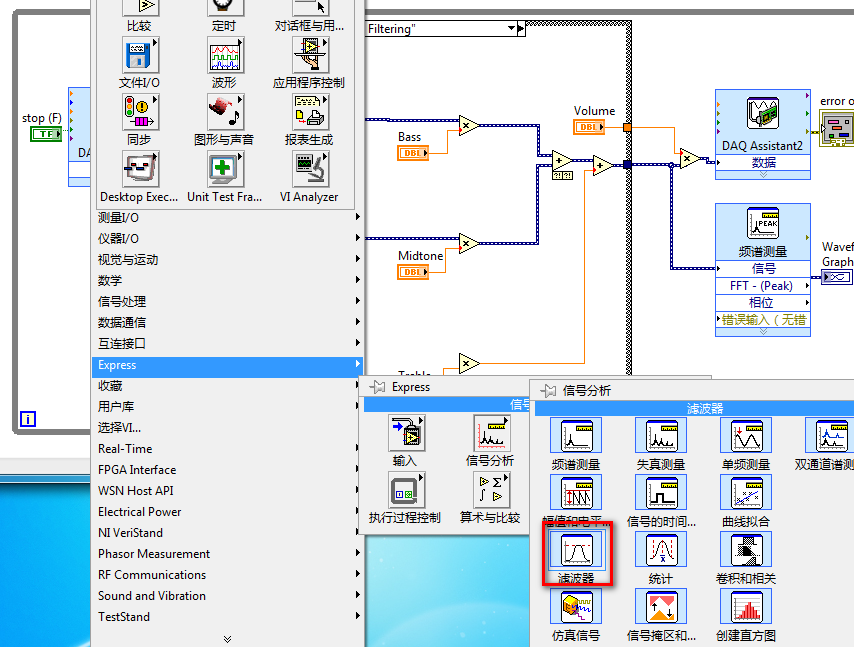 Filtering"
比较
定时
对话框与用...
文件I/O
波形
应用程序控制
同步
图形与声音
报表生成
Desktop Exec...
Unit Test Fra...
VI Analyzer
测量I/O
仪器I/O
视觉与运动
数学
信号处理
数据通信
互连接口
Express
收藏
用户库
选择VI...
Real-Time
FPGA Interface
WSN Host API
Electrical Power
NI VeriStand
Phasor Measurement
RF Communications
Sound and Vibration
TestStand
stop (F)
TF
DA
i
Bass
DBL
Midtone
DBL
Volume
DBL
DAQ Assistant2
数据
error o
PEAK
频谱测量
信号
FFT - (Peak)
相位
错误输入（无错
Wavef
Graph
Express
信号
输入
信号分析
执行过程控制
算术与比较
信号分析
滤波器
频谱测量
失真测量
单频测量
双通道谱测
幅值和电平...
信号的时间...
曲线拟合
滤波器
统计
卷积和相关
仿真信号
信号掩区和...
创建直方图